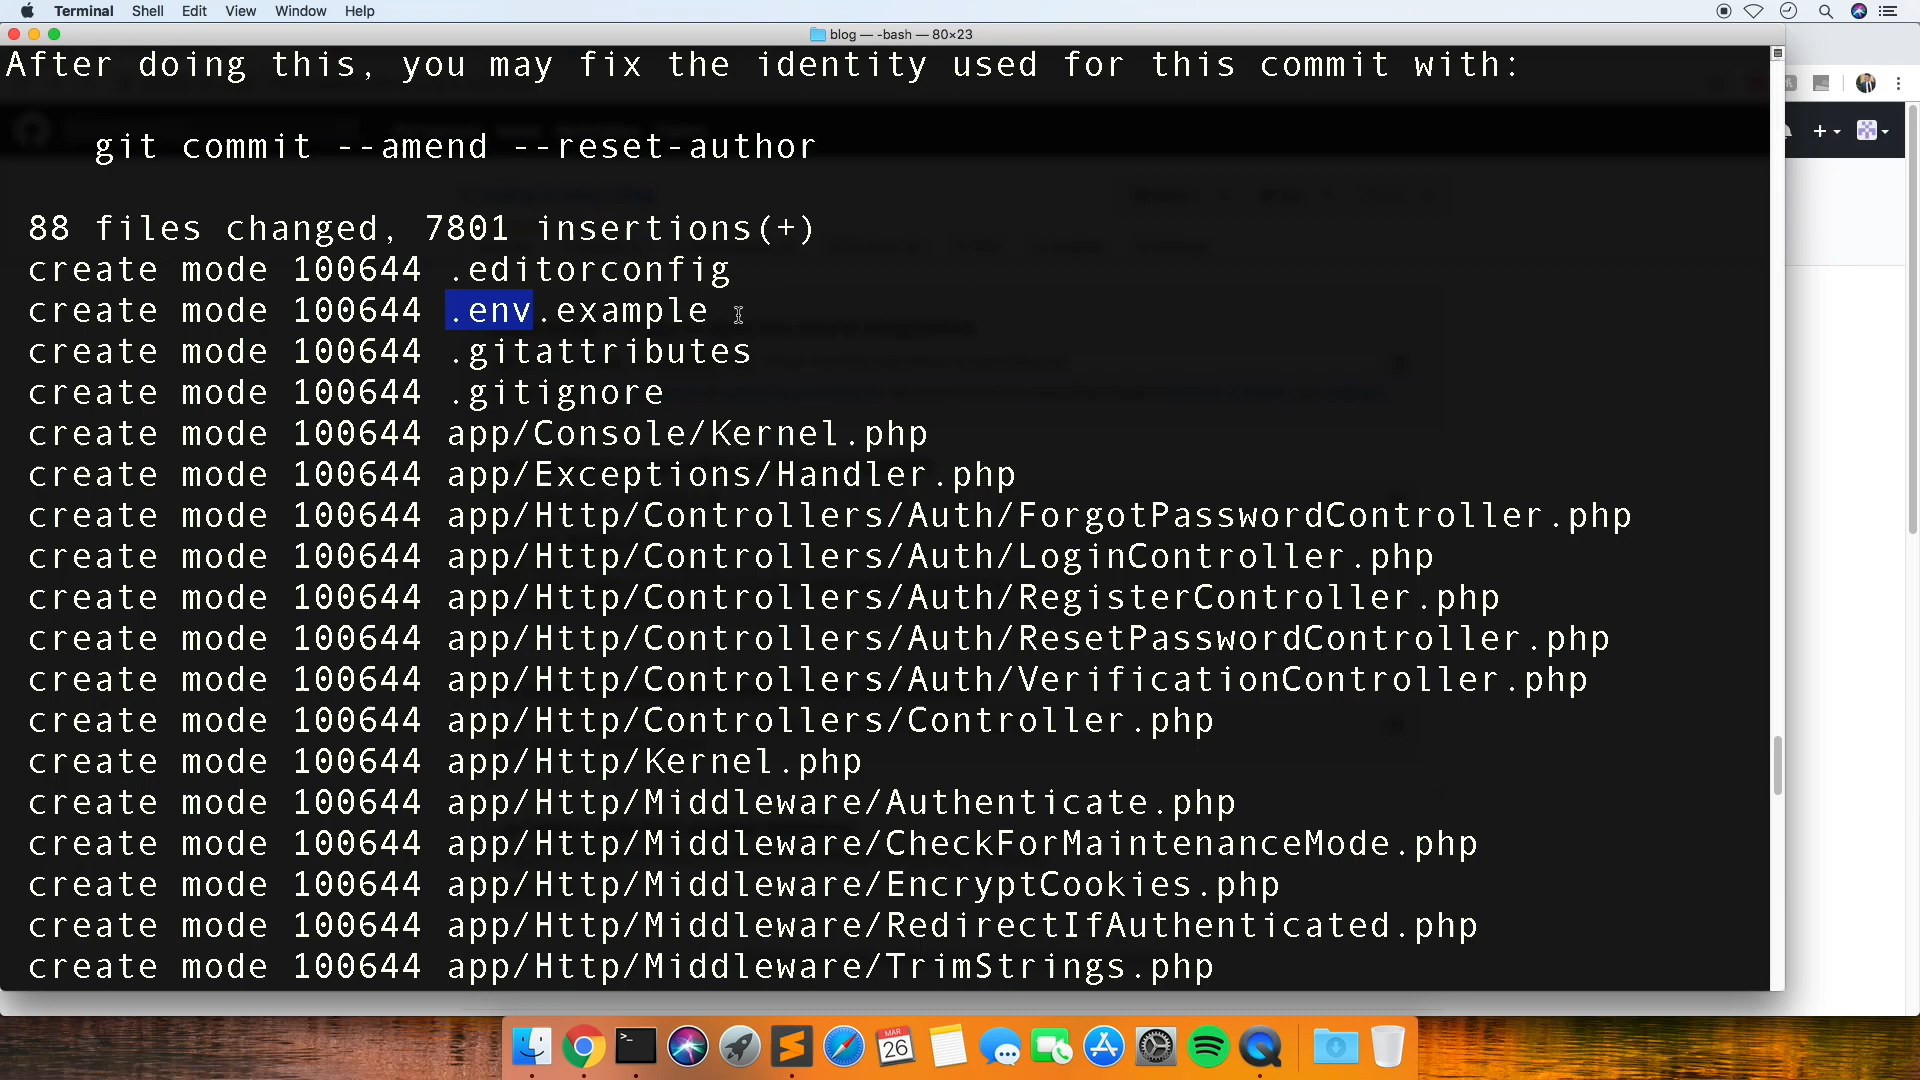 Terminal Shell Edit View Window Help
blog — -bash — 80×23
After doing this, you may fix the identity used for this commit with:
git commit --amend --reset-author
88 files changed, 7801 insertions(+)
create mode 100644 .editorconfig
create mode 100644 .env.example
create mode 100644 .gitattributes
create mode 100644 .gitignore
create mode 100644 app/Console/Kernel.php
create mode 100644 app/Exceptions/Handler.php
create mode 100644 app/Http/Controllers/Auth/ForgotPasswordController.php
create mode 100644 app/Http/Controllers/Auth/LoginController.php
create mode 100644 app/Http/Controllers/Auth/RegisterController.php
create mode 100644 app/Http/Controllers/Auth/ResetPasswordController.php
create mode 100644 app/Http/Controllers/Auth/VerificationController.php
create mode 100644 app/Http/Controllers/Controller.php
create mode 100644 app/Http/Kernel.php
create mode 100644 app/Http/Middleware/Authenticate.php
create mode 100644 app/Http/Middleware/CheckForMaintenanceMode.php
create mode 100644 app/Http/Middleware/EncryptCookies.php
create mode 100644 app/Http/Middleware/RedirectIfAuthenticated.php
create mode 100644 app/Http/Middleware/TrimStrings.php
MAR
26